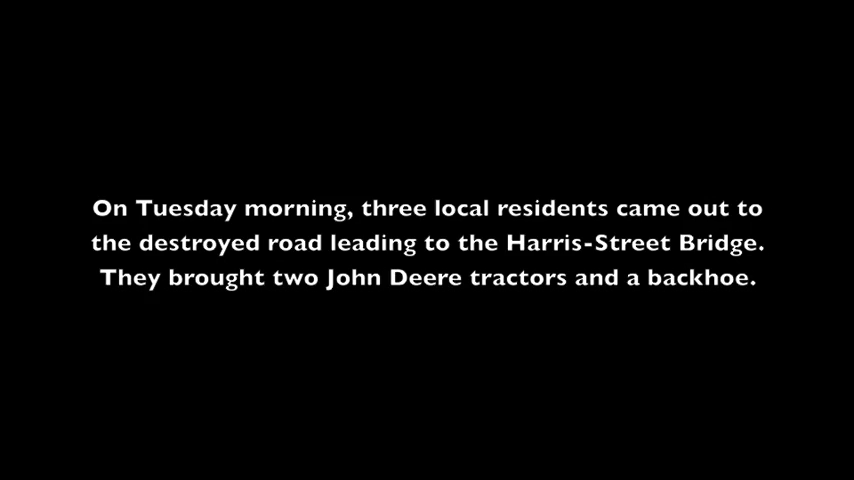 On Tuesday morning, three local residents came out to
the destroyed road leading to the Harris-Street Bridge.
They brought two John Deere tractors and a backhoe.